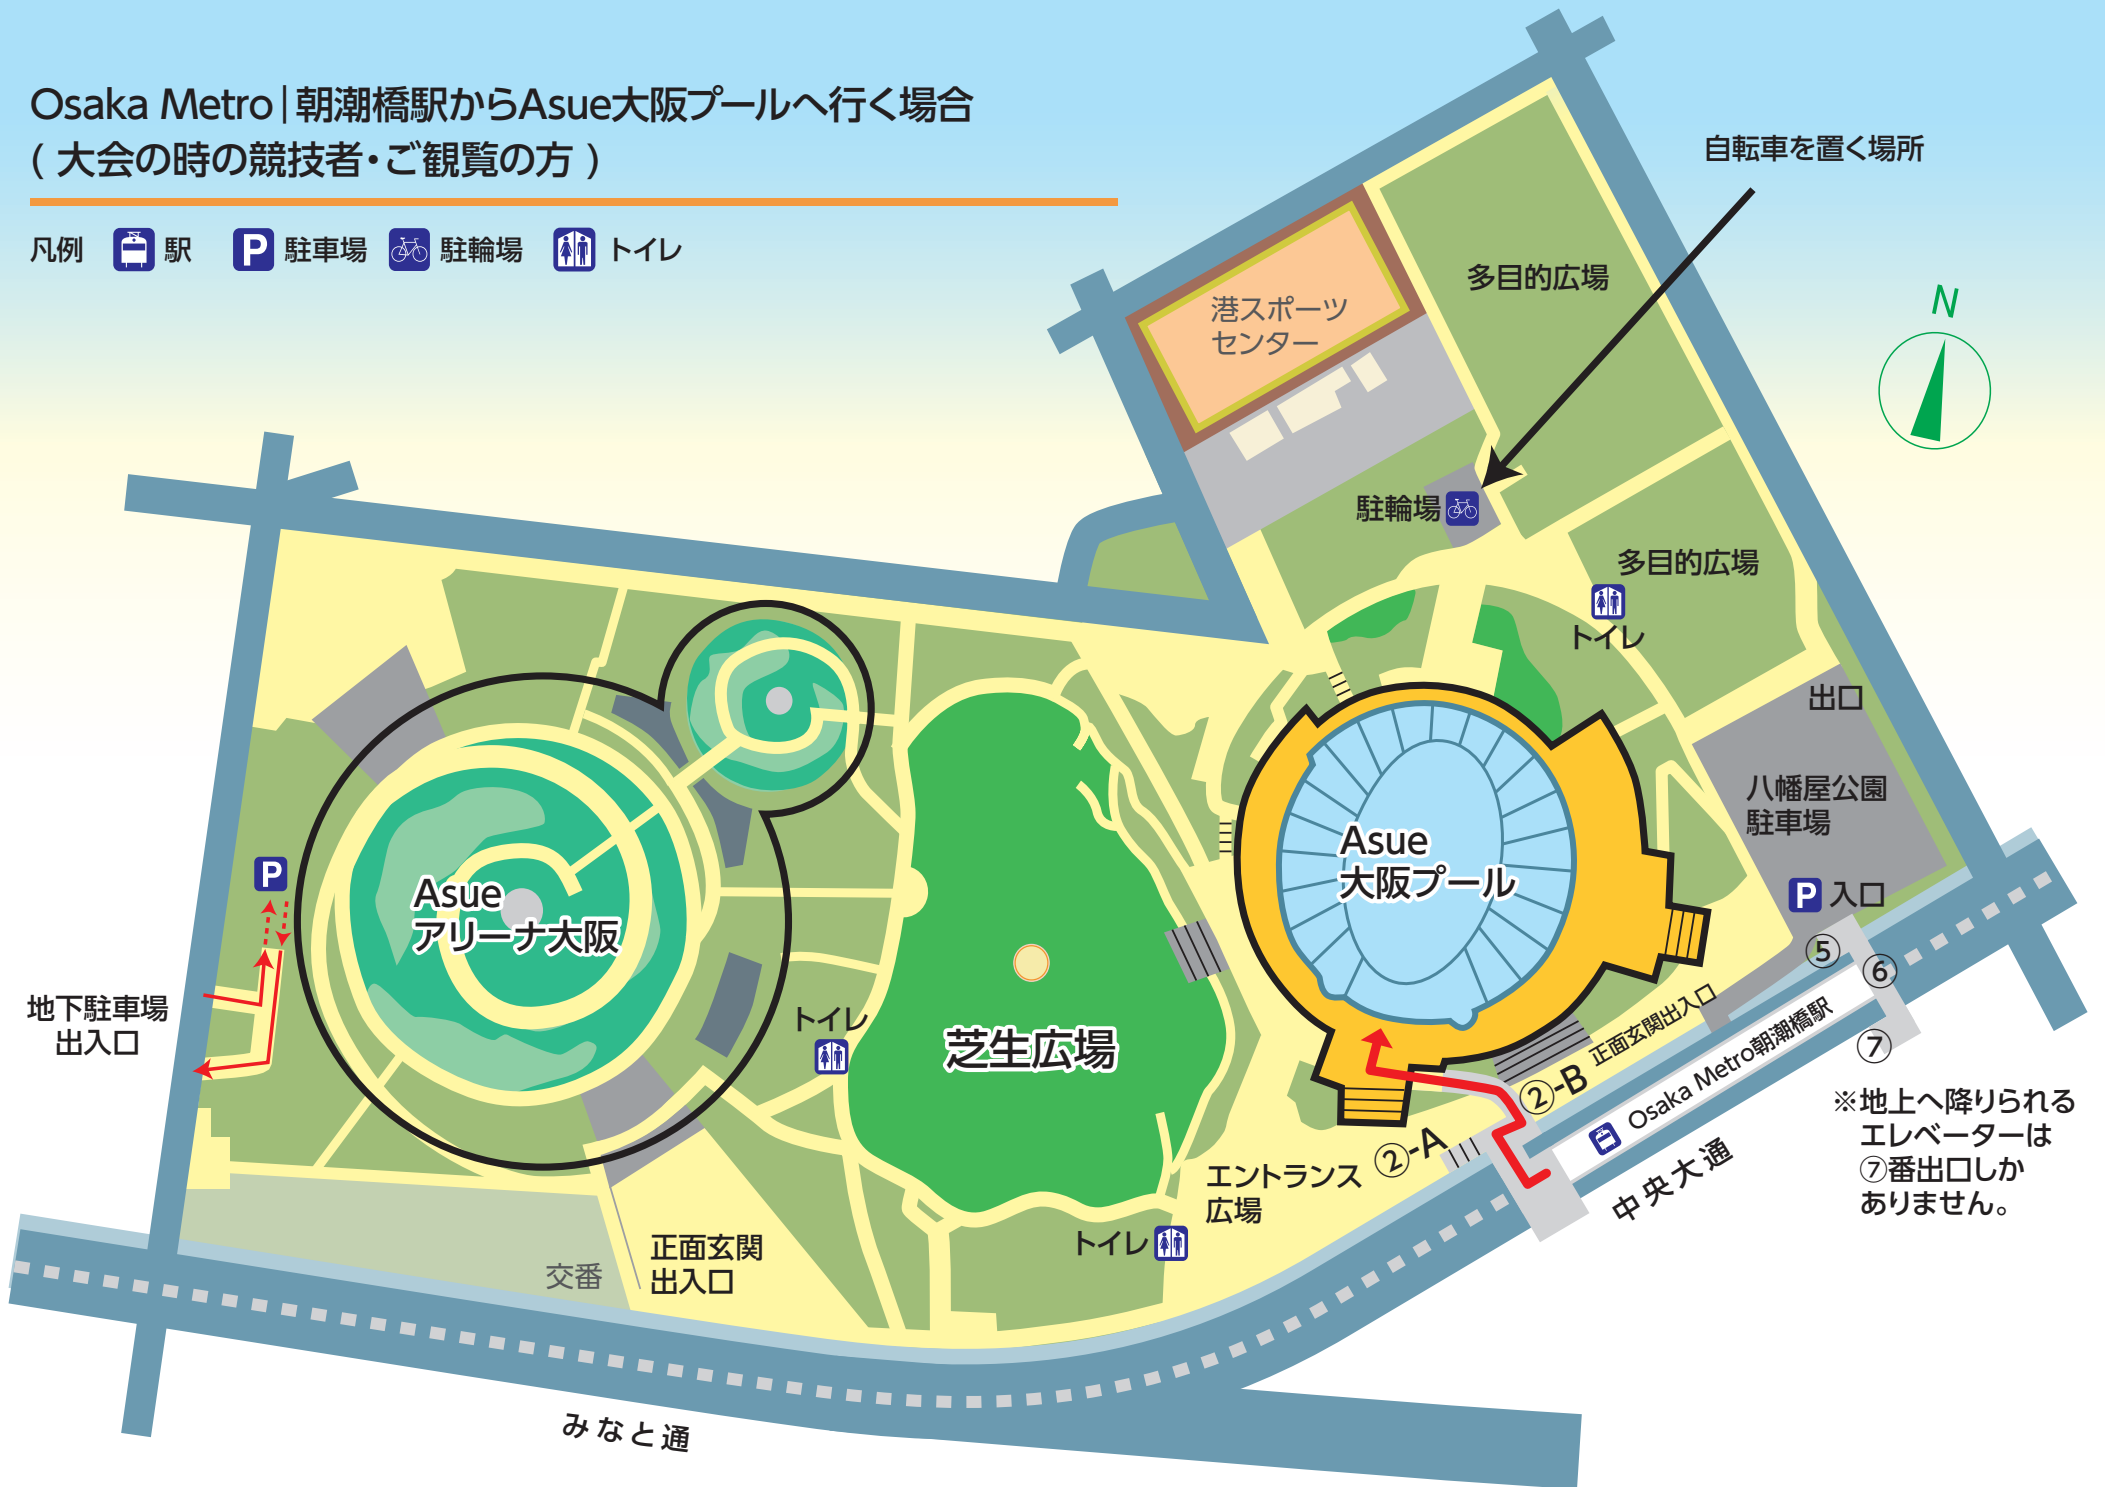 Osaka Metro|朝潮橋駅からAsue大阪プールへ行く場合
( 大会の時の競技者・ご観覧の方 )
凡例 駅 P 駐車場 駐輪場 トイレ
自転車を置く場所
多目的広場
N
港スポーツ
センター
駐輪場
多目的広場
トイレ
出口
八幡屋公園
駐車場
P 入口
Asue
大阪プール
P
Asue
アリーナ大阪
地下駐車場
出入口
トイレ
芝生広場
⑤
⑥
⑦
正面玄関出入口
Osaka Metro朝潮橋駅
②-B
②-A
※地上へ降りられる
エレベーターは
⑦番出口しか
ありません。
エントランス
広場
中央大通
トイレ
正面玄関
出入口
交番
みなと通